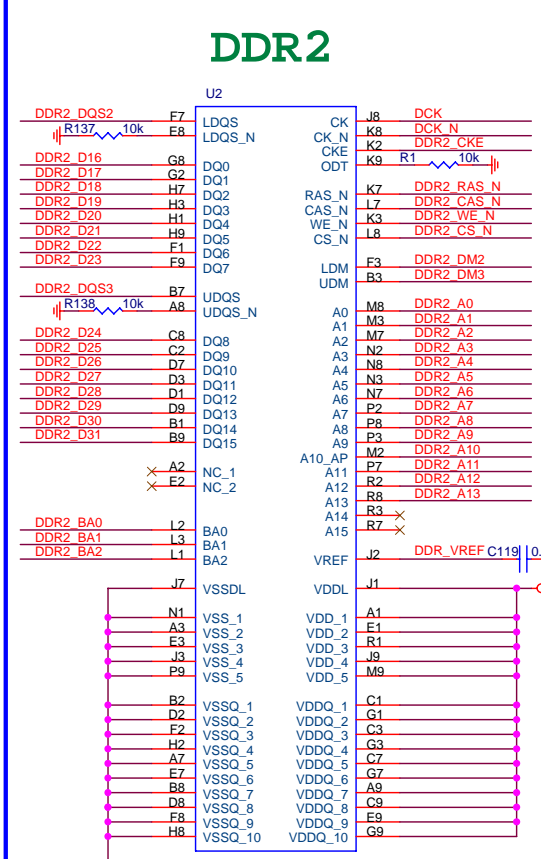 DDR2
U2
DDR2_DQS2 F7 LDQS CK J8 DCK
R137 10k E8 LDQS_N CK_N K8 DCK_N
CKE K2 DDR2_CKE
DDR2_D16 G8 DQ0 ODT K9 R1 10k
DDR2_D17 G2 DQ1
DDR2_D18 H7 DQ2 RAS_N K7 DDR2_RAS_N
DDR2_D19 H3 DQ3 CAS_N L7 DDR2_CAS_N
DDR2_D20 H1 DQ4 WE_N K3 DDR2_WE_N
DDR2_D21 H9 DQ5 CS_N L8 DDR2_CS_N
DDR2_D22 F1 DQ6
DDR2_D23 F9 DQ7 LDM F3 DDR2_DM2
UDM B3 DDR2_DM3
DDR2_DQS3 B7 UDQS
R138 10k A8 UDQS_N A0 M8 DDR2_A0
A1 M3 DDR2_A1
DDR2_D24 C8 DQ8 A2 M7 DDR2_A2
DDR2_D25 C2 DQ9 A3 N2 DDR2_A3
DDR2_D26 D7 DQ10 A4 N8 DDR2_A4
DDR2_D27 D3 DQ11 A5 N3 DDR2_A5
DDR2_D28 D1 DQ12 A6 N7 DDR2_A6
DDR2_D29 D9 DQ13 A7 P2 DDR2_A7
DDR2_D30 B1 DQ14 A8 P8 DDR2_A8
DDR2_D31 B9 DQ15 A9 P3 DDR2_A9
A10_AP M2 DDR2_A10
A2 NC_1 A11 P7 DDR2_A11
E2 NC_2 A12 R2 DDR2_A12
A13 R8 DDR2_A13
A14 R3
DDR2_BA0 L2 BA0 A15 R7
DDR2_BA1 L3 BA1
DDR2_BA2 L1 BA2 VREF J2 DDR_VREF C119 0.
J7 VSSDL VDDL J1
N1 VSS_1 VDD_1 A1
A3 VSS_2 VDD_2 E1
E3 VSS_3 VDD_3 R1
J3 VSS_4 VDD_4 J9
P9 VSS_5 VDD_5 M9
B2 VSSQ_1 VDDQ_1 C1
D2 VSSQ_2 VDDQ_2 G1
F2 VSSQ_3 VDDQ_3 C3
H2 VSSQ_4 VDDQ_4 G3
A7 VSSQ_5 VDDQ_5 C7
E7 VSSQ_6 VDDQ_6 G7
B8 VSSQ_7 VDDQ_7 A9
D8 VSSQ_8 VDDQ_8 C9
F8 VSSQ_9 VDDQ_9 E9
H8 VSSQ_10 VDDQ_10 G9